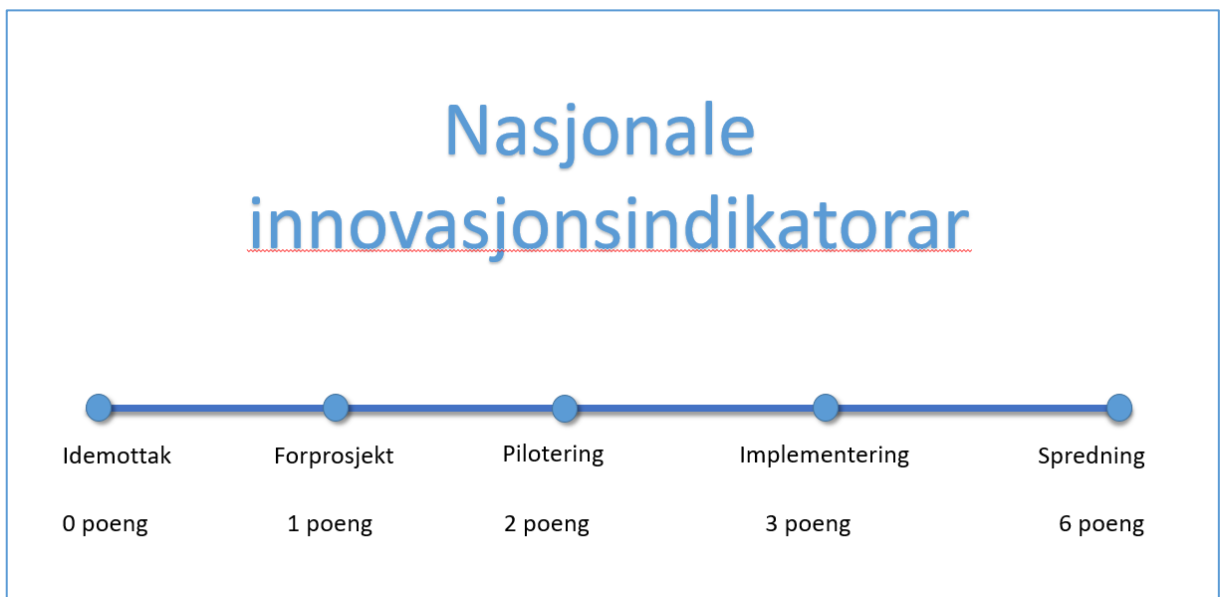 Nasjonale
innovasjonsindikatorar
Idemottak Forprosjekt Pilotering Implementering Spredning
0 poeng 1 poeng 2 poeng 3 poeng 6 poeng